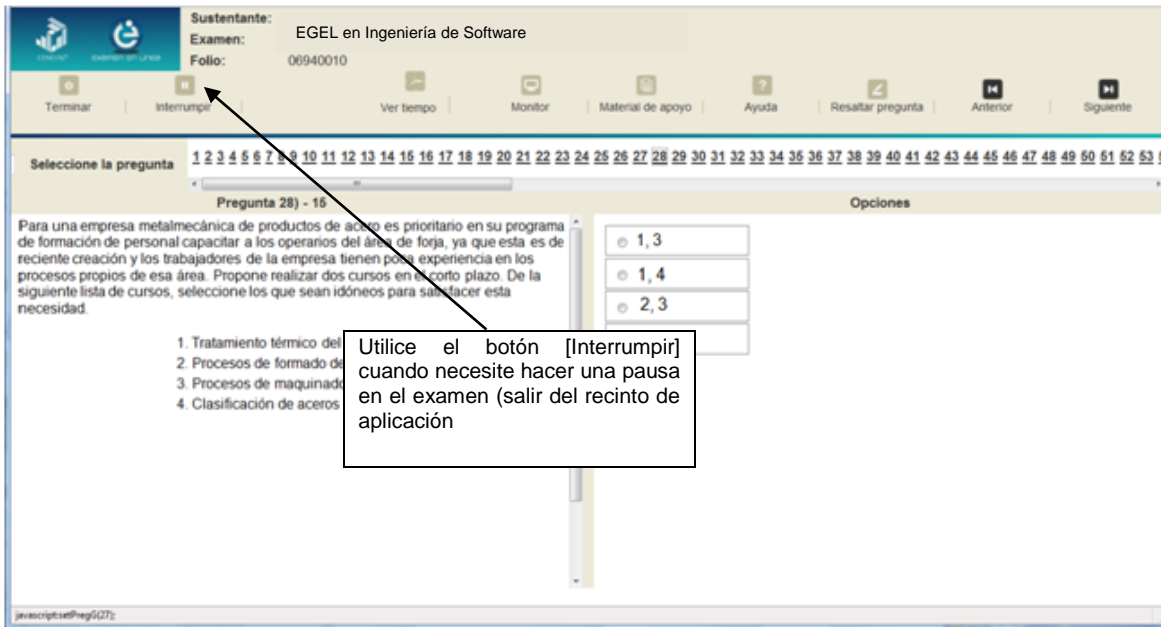 Sustentante:
Examen: EGEL en Ingeniería de Software
Folio: 06940010
examen en línea
Terminar Interrumpir Ver tiempo Monitor Material de apoyo Ayuda Resaltar pregunta Anterior Siguiente
Seleccione la pregunta 1 2 3 4 5 6 7 8 9 10 11 12 13 14 15 16 17 18 19 20 21 22 23 24 25 26 27 28 29 30 31 32 33 34 35 36 37 38 39 40 41 42 43 44 45 46 47 48 49 50 51 52 53
Pregunta 28) - 15
Opciones
Para una empresa metalmecánica de productos de acero es prioritario en su programa
de formación de personal capacitar a los operarios del área de forja, ya que esta es de
reciente creación y los trabajadores de la empresa tienen poca experiencia en los
procesos propios de esa área. Propone realizar dos cursos en el corto plazo. De la
siguiente lista de cursos, seleccione los que sean idóneos para satisfacer esta
necesidad.
1. Tratamiento térmico del
2. Procesos de formado de
3. Procesos de maquinado
4. Clasificación de aceros
1, 3
1, 4
2, 3
Utilice el botón [Interrumpir]
cuando necesite hacer una pausa
en el examen (salir del recinto de
aplicación
javascript:setPregG(27);